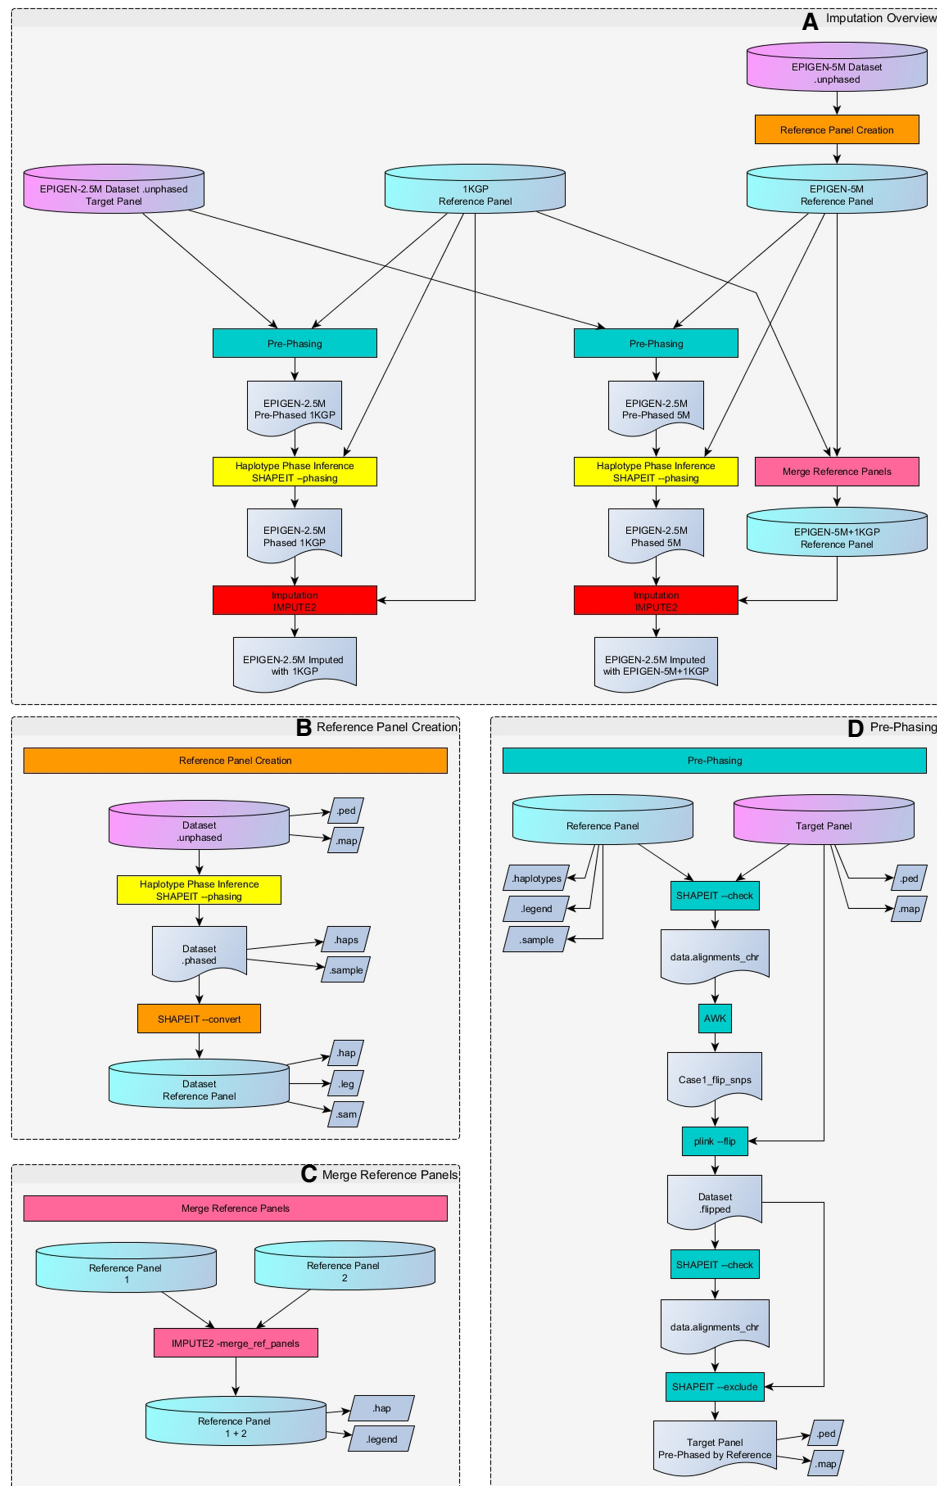 A Imputation Overview
EPIGEN-5M Dataset
.unphased
Reference Panel Creation
EPIGEN-2.5M Dataset .unphased
Target Panel
1KGP
Reference Panel
EPIGEN-5M
Reference Panel
Pre-Phasing
Pre-Phasing
EPIGEN-2.5M
Pre-Phased 1KGP
EPIGEN-2.5M
Pre-Phased 5M
Haplotype Phase Inference
SHAPEIT --phasing
Haplotype Phase Inference
SHAPEIT --phasing
Merge Reference Panels
EPIGEN-2.5M
Phased 1KGP
EPIGEN-2.5M
Phased 5M
EPIGEN-5M+1KGP
Reference Panel
Imputation
IMPUTE2
Imputation
IMPUTE2
EPIGEN-2.5M Imputed
with 1KGP
EPIGEN-2.5M Imputed
with EPIGEN-5M+1KGP
B Reference Panel Creation
Reference Panel Creation
Dataset
.unphased
.ped
.map
Haplotype Phase Inference
SHAPEIT --phasing
Dataset
.phased
.haps
.sample
SHAPEIT --convert
Dataset
Reference Panel
.hap
.leg
.sam
C Merge Reference Panels
Merge Reference Panels
Reference Panel
1
Reference Panel
2
IMPUTE2 -merge_ref_panels
Reference Panel
1 + 2
.hap
.legend
D Pre-Phasing
Pre-Phasing
Reference Panel
Target Panel
.haplotypes
.legend
.sample
SHAPEIT --check
.ped
.map
data.alignments_chr
AWK
Case1_flip_snps
plink --flip
Dataset
.flipped
SHAPEIT --check
data.alignments_chr
SHAPEIT --exclude
Target Panel
Pre-Phased by Reference
.ped
.map